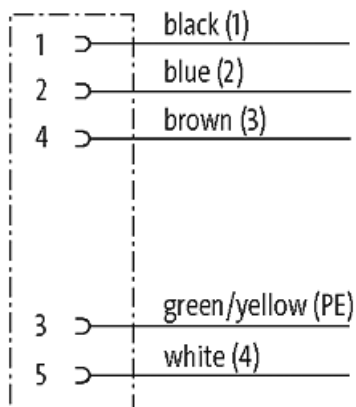 1 black (1)
2 blue (2)
4 brown (3)
3 green/yellow (PE)
5 white (4)